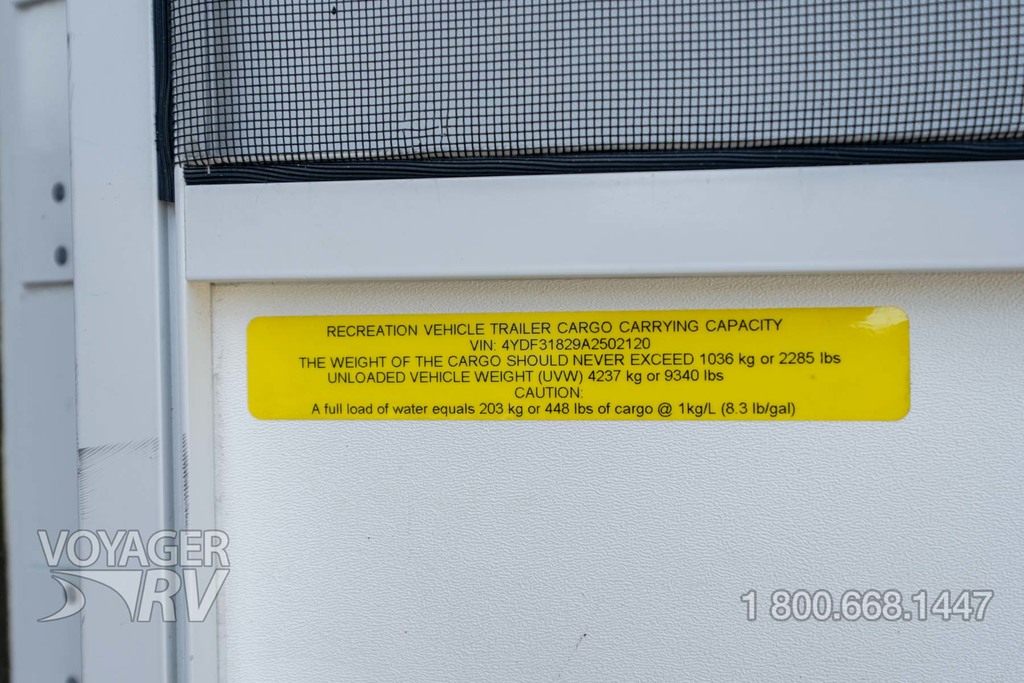 RECREATION VEHICLE TRAILER CARGO CARRYING CAPACITY
VIN: 4YDF31829A2502120
THE WEIGHT OF THE CARGO SHOULD NEVER EXCEED 1036 kg or 2285 lbs
UNLOADED VEHICLE WEIGHT (UVW) 4237 kg or 9340 lbs
CAUTION:
A full load of water equals 203 kg or 448 lbs of cargo @ 1kg/L (8.3 lb/gal)
VOYAGER
RV
1 800.668.1447